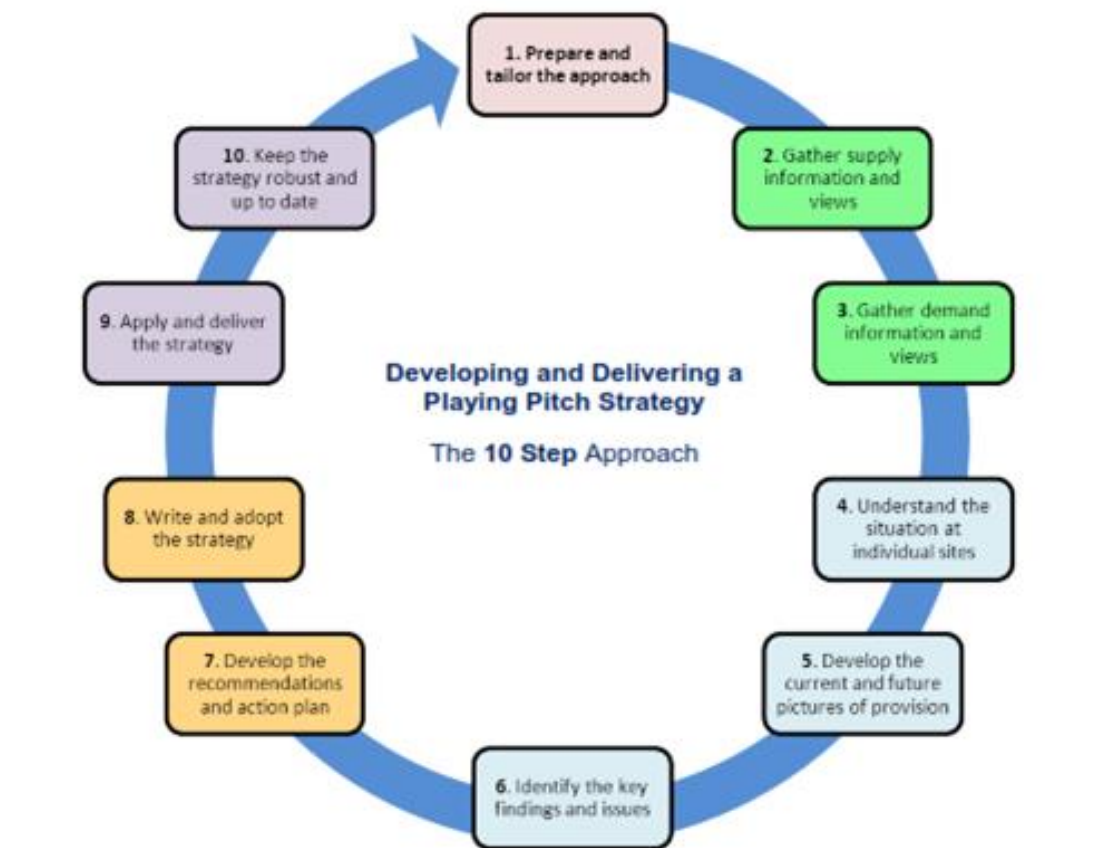 1. Prepare and
tailor the approach
2. Gather supply
information and
views
3. Gather demand
information and
views
4. Understand the
situation at
individual sites
5. Develop the
current and future
pictures of provision
6. Identify the key
findings and issues
7. Develop the
recommendations
and action plan
8. Write and adopt
the strategy
9. Apply and deliver
the strategy
10. Keep the
strategy robust and
up to date
Developing and Delivering a
Playing Pitch Strategy
The 10 Step Approach